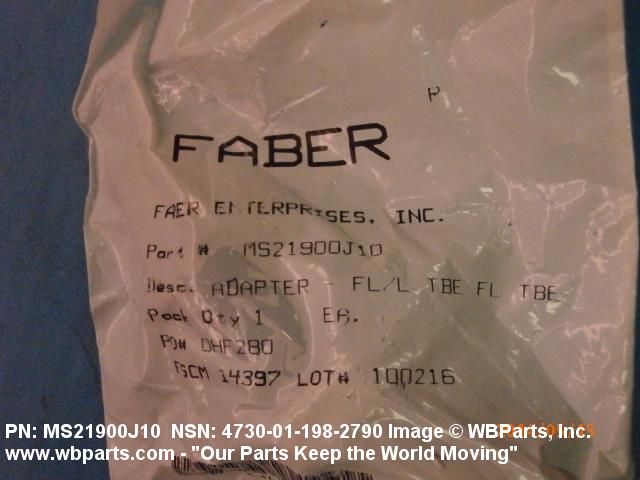 R
FABER
FAER ENTERPRISES, INC.
Part # MS21900J10
Desc. ADAPTER - FL/L TBE FL TBE
Pack Qty 1 EA.
PO# DHF280
FSCM 14397 LOT# 100216
PN: MS21900J10 NSN: 4730-01-198-2790 Image © WBParts, Inc.
www.wbparts.com - "Our Parts Keep the World Moving"